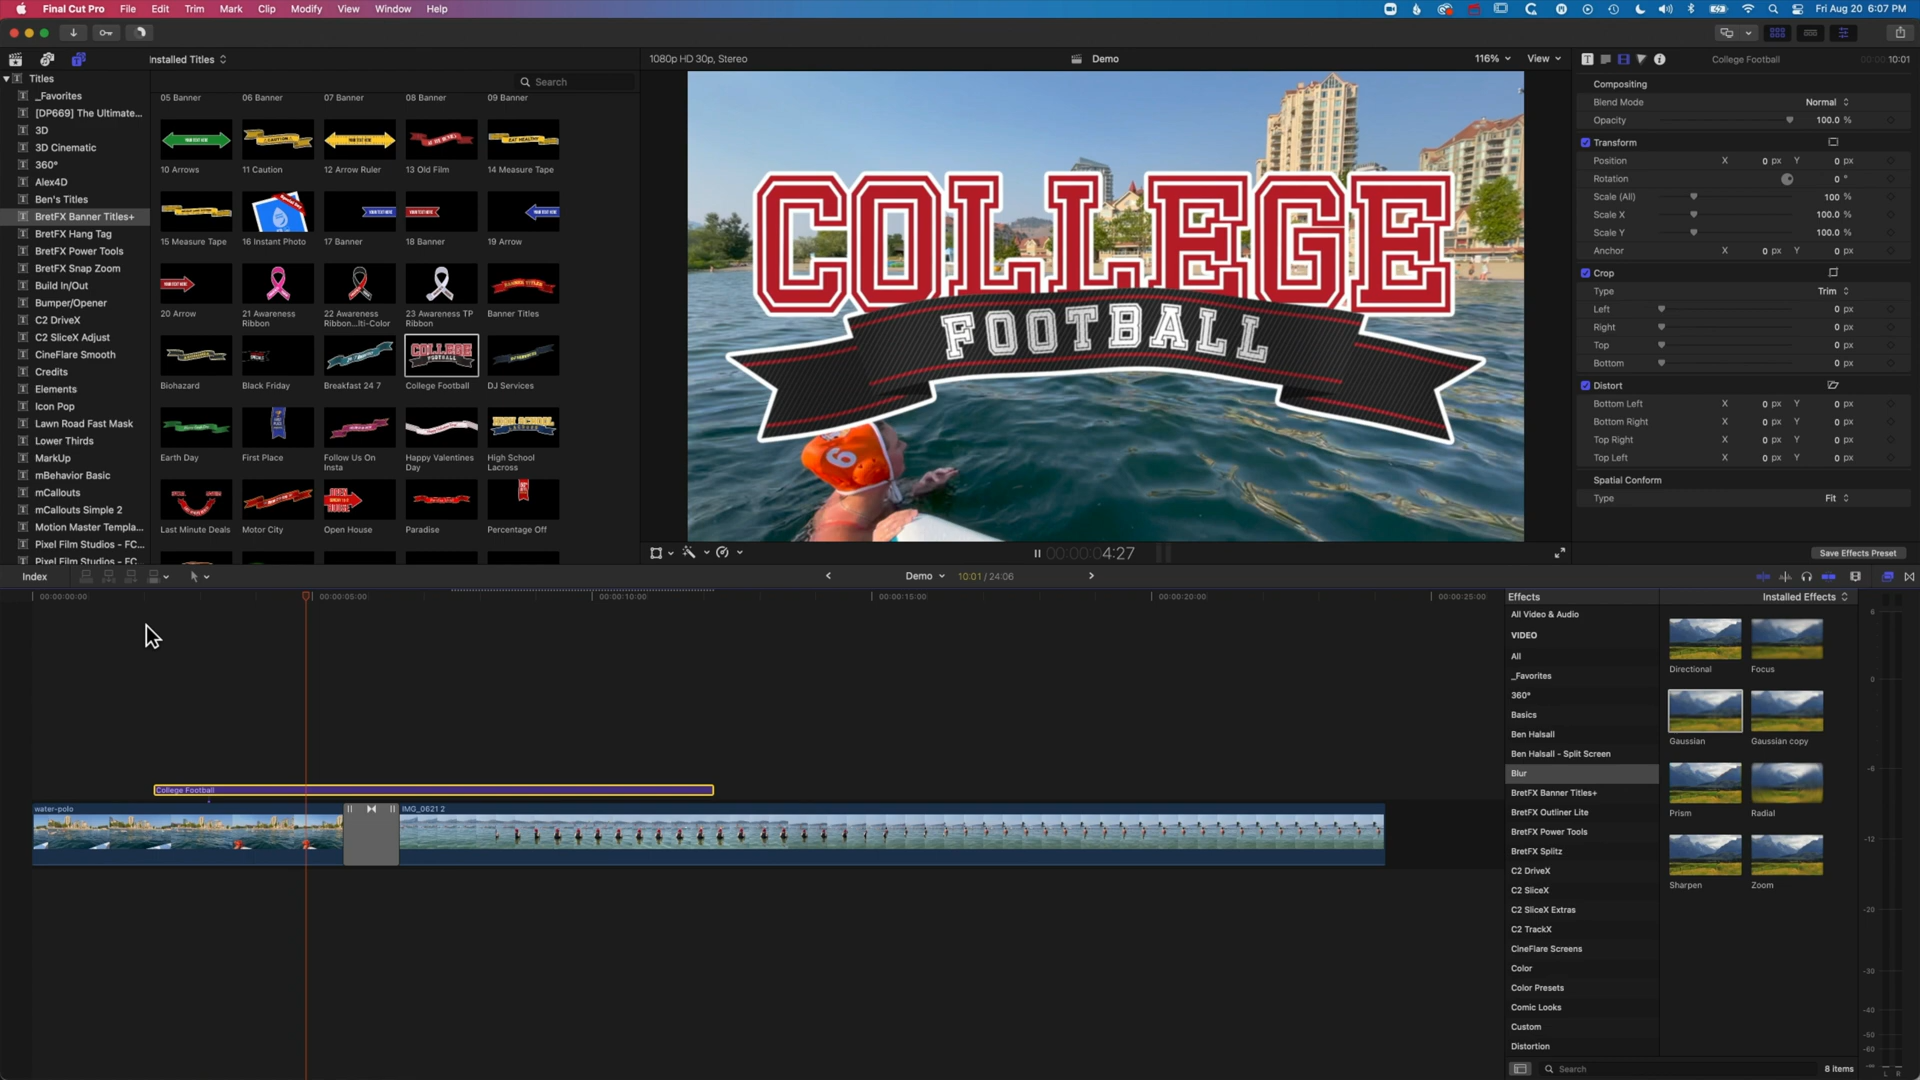 Final Cut Pro File Edit Trim Mark Clip Modify View Window Help
Fri Aug 20 6:07 PM
Installed Titles
Search
1080p HD 30p, Stereo
Demo
116%
View
College Football
10:01
Titles
_Favorites
[DP669] The Ultimate...
3D
3D Cinematic
360°
Alex4D
Ben's Titles
BretFX Banner Titles+
BretFX Hang Tag
BretFX Power Tools
BretFX Snap Zoom
Build In/Out
Bumper/Opener
C2 DriveX
C2 SliceX Adjust
CineFlare Smooth
Credits
Elements
Icon Pop
Lawn Road Fast Mask
Lower Thirds
MarkUp
mBehavior Basic
mCallouts
mCallouts Simple 2
Motion Master Templa...
Pixel Film Studios - FC...
Pixel Film Studios - FC
05 Banner 06 Banner 07 Banner 08 Banner 09 Banner
10 Arrows 11 Caution 12 Arrow Ruler 13 Old Film 14 Measure Tape
15 Measure Tape 16 Instant Photo 17 Banner 18 Banner 19 Arrow
20 Arrow 21 Awareness Ribbon 22 Awareness Ribbon...lti-Color 23 Awareness TP Ribbon Banner Titles
Biohazard Black Friday Breakfast 24 7 College Football DJ Services
Earth Day First Place Follow Us On Insta Happy Valentines Day High School Lacross
Last Minute Deals Motor City Open House Paradise Percentage Off
COLLEGE
FOOTBALL
6
00:00:00:04:27
Compositing
Blend Mode Normal
Opacity 100.0 %
Transform
Position X 0 px Y 0 px
Rotation 0 °
Scale (All) 100 %
Scale X 100.0 %
Scale Y 100.0 %
Anchor X 0 px Y 0 px
Crop
Type Trim
Left 0 px
Right 0 px
Top 0 px
Bottom 0 px
Distort
Bottom Left X 0 px Y 0 px
Bottom Right X 0 px Y 0 px
Top Right X 0 px Y 0 px
Top Left X 0 px Y 0 px
Spatial Conform
Type Fit
Save Effects Preset
Index
Demo
10:01 / 24:06
00:00:00:00 00:00:05:00 00:00:10:00 00:00:15:00 00:00:20:00 00:00:25:00
College Football
water-polo
IMG_0621 2
Effects
Installed Effects
All Video & Audio
VIDEO
All
_Favorites
360°
Basics
Ben Halsall
Ben Halsall - Split Screen
Blur
BretFX Banner Titles+
BretFX Outliner Lite
BretFX Power Tools
BretFX Splitz
C2 DriveX
C2 SliceX
C2 SliceX Extras
C2 TrackX
CineFlare Screens
Color
Color Presets
Comic Looks
Custom
Distortion
Directional Focus
Gaussian Gaussian copy
Prism Radial
Sharpen Zoom
Search
8 items
6
0
-6
-12
-20
-30
-40
-50
-60
-∞
L R